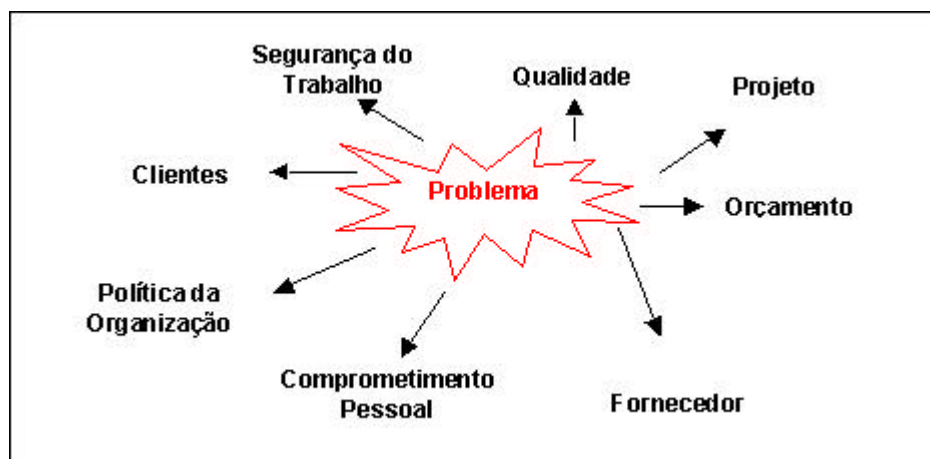 Segurança do
Trabalho
Qualidade
Projeto
Clientes
Problema
Orçamento
Política da
Organização
Comprometimento
Pessoal
Fornecedor